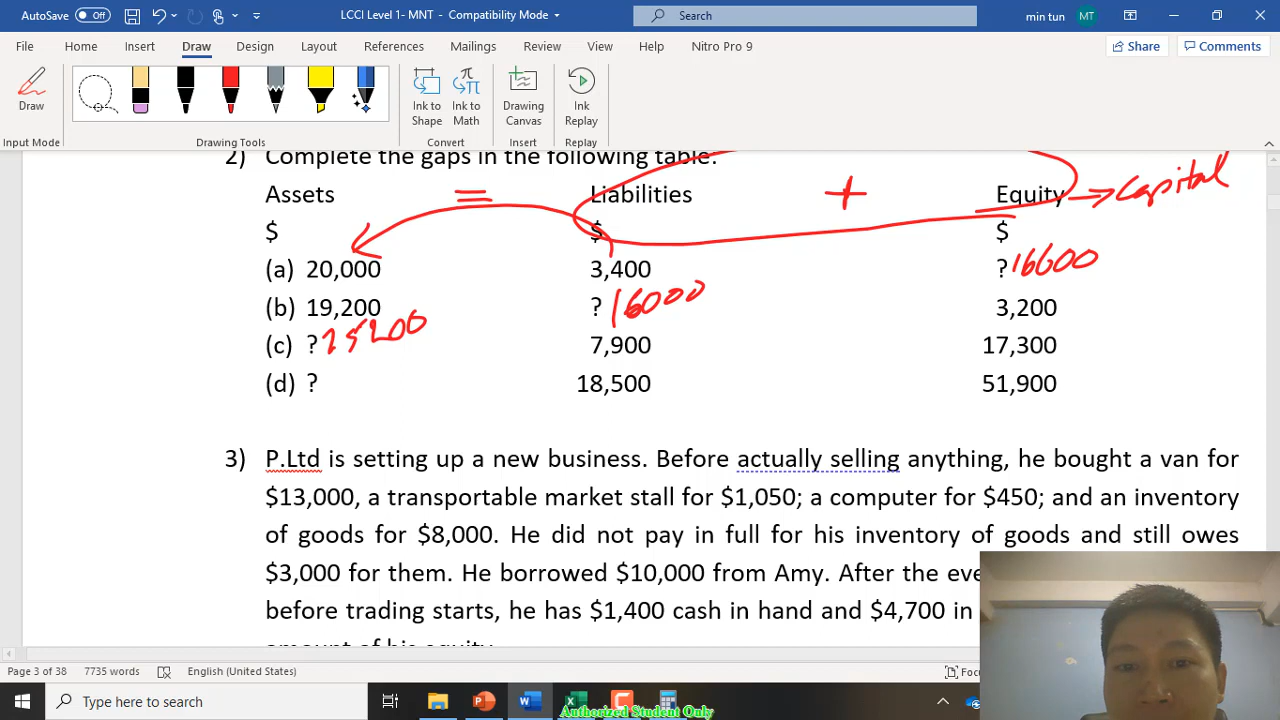 AutoSave Off LCCI Level 1- MNT - Compatibility Mode Search min tun MT
File Home Insert Draw Design Layout References Mailings Review View Help Nitro Pro 9 Share Comments
Draw Ink to Shape Ink to Math Drawing Canvas Ink Replay
Input Mode Drawing Tools Convert Insert Replay
2) Complete the gaps in the following table:
Assets = Liabilities + Equity → Capital
$ $ $
(a) 20,000 3,400 ? 16600
(b) 19,200 ? 16000 3,200
(c) ? 25200 7,900 17,300
(d) ? 18,500 51,900
3) P.Ltd is setting up a new business. Before actually selling anything, he bought a van for
$13,000, a transportable market stall for $1,050; a computer for $450; and an inventory
of goods for $8,000. He did not pay in full for his inventory of goods and still owes
$3,000 for them. He borrowed $10,000 from Amy. After the eve
before trading starts, he has $1,400 cash in hand and $4,700 in
amount of his equity.
Page 3 of 38 7735 words English (United States) Focu
Type here to search
Authorized Student Only